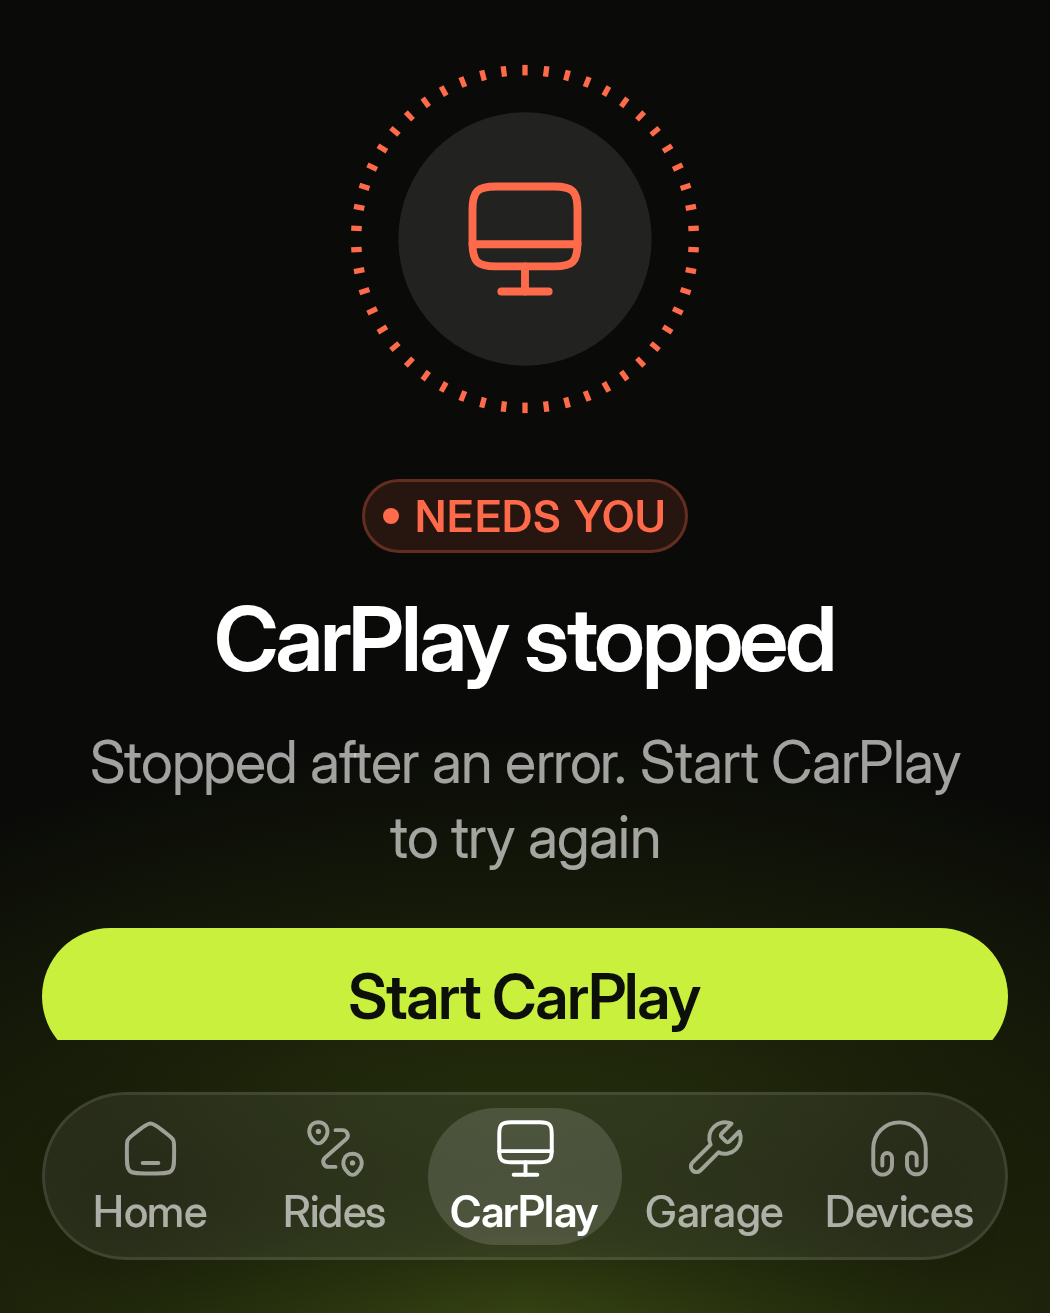 NEEDS YOU
CarPlay stopped
Stopped after an error. Start CarPlay
to try again
Start CarPlay
Home
Rides
CarPlay
Garage
Devices